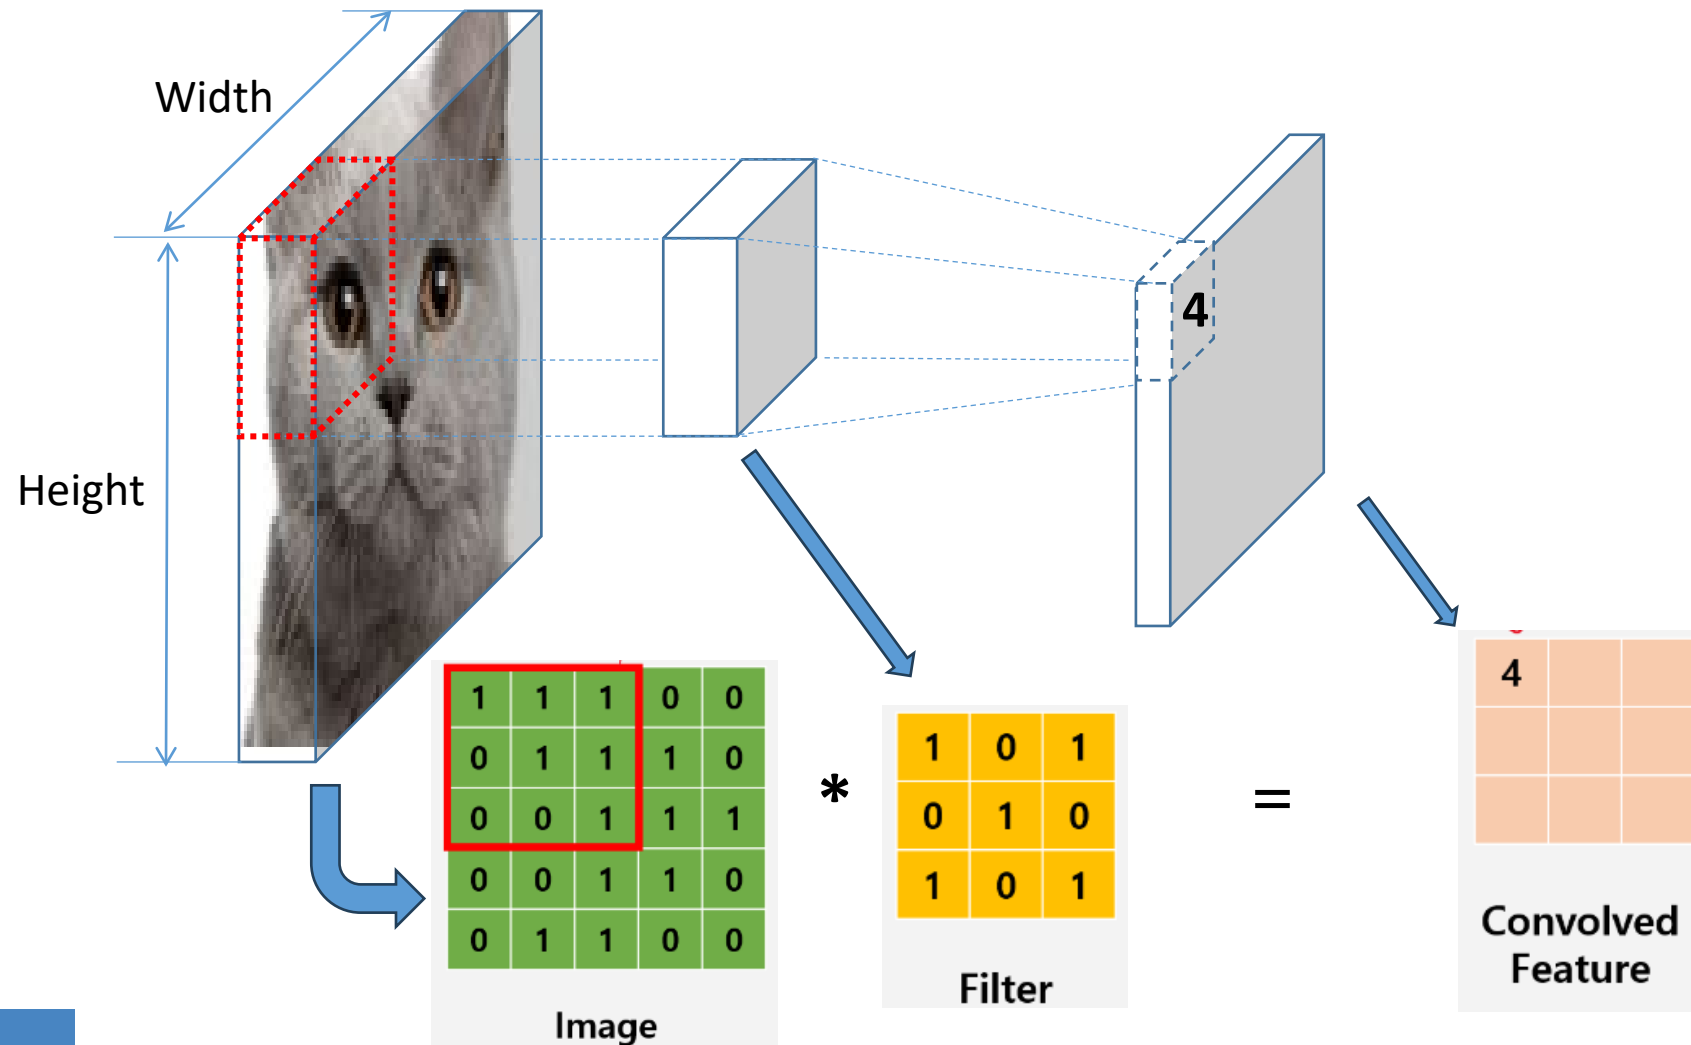 Width
Height
4
1 1 1 0 0
0 1 1 1 0
0 0 1 1 1
0 0 1 1 0
0 1 1 0 0
Image
*
1 0 1
0 1 0
1 0 1
Filter
=
4
Convolved
Feature